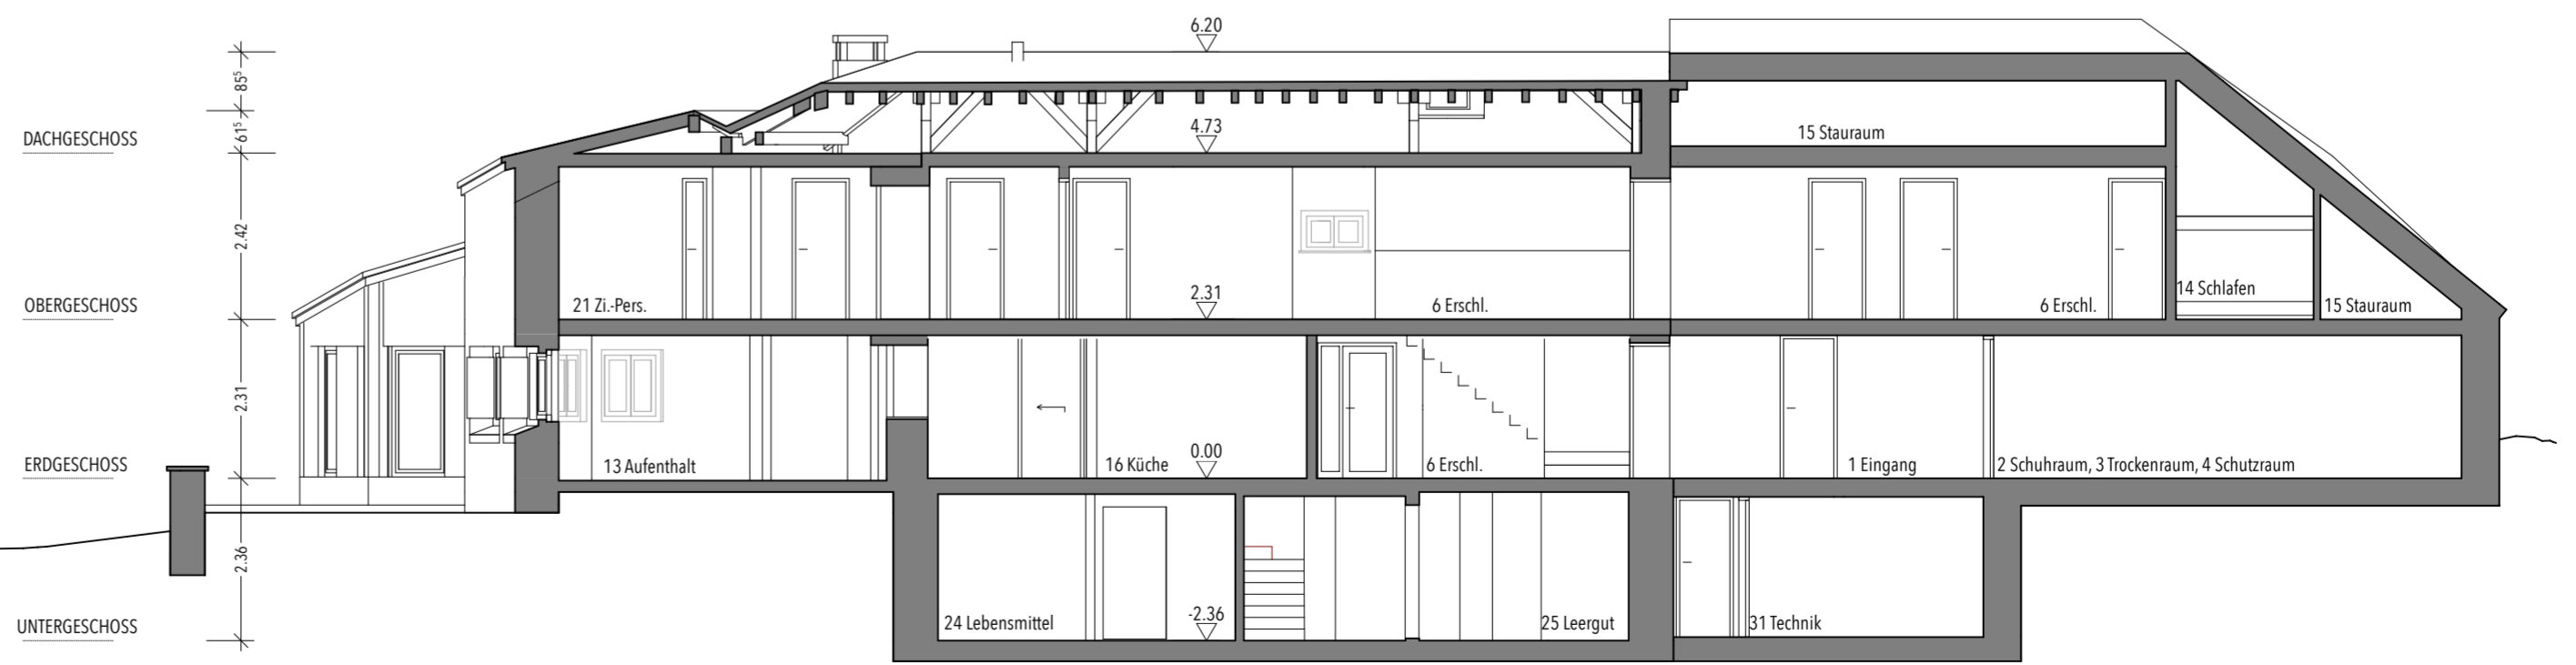 6.20
85⁵
DACHGESCHOSS
61⁵
4.73
15 Stauraum
2.42
OBERGESCHOSS
21 Zi.-Pers.
2.31
6 Erschl.
6 Erschl.
14 Schlafen
15 Stauraum
2.31
ERDGESCHOSS
13 Aufenthalt
16 Küche
0.00
6 Erschl.
1 Eingang
2 Schuhraum, 3 Trockenraum, 4 Schutzraum
2.36
UNTERGESCHOSS
24 Lebensmittel
-2.36
25 Leergut
31 Technik